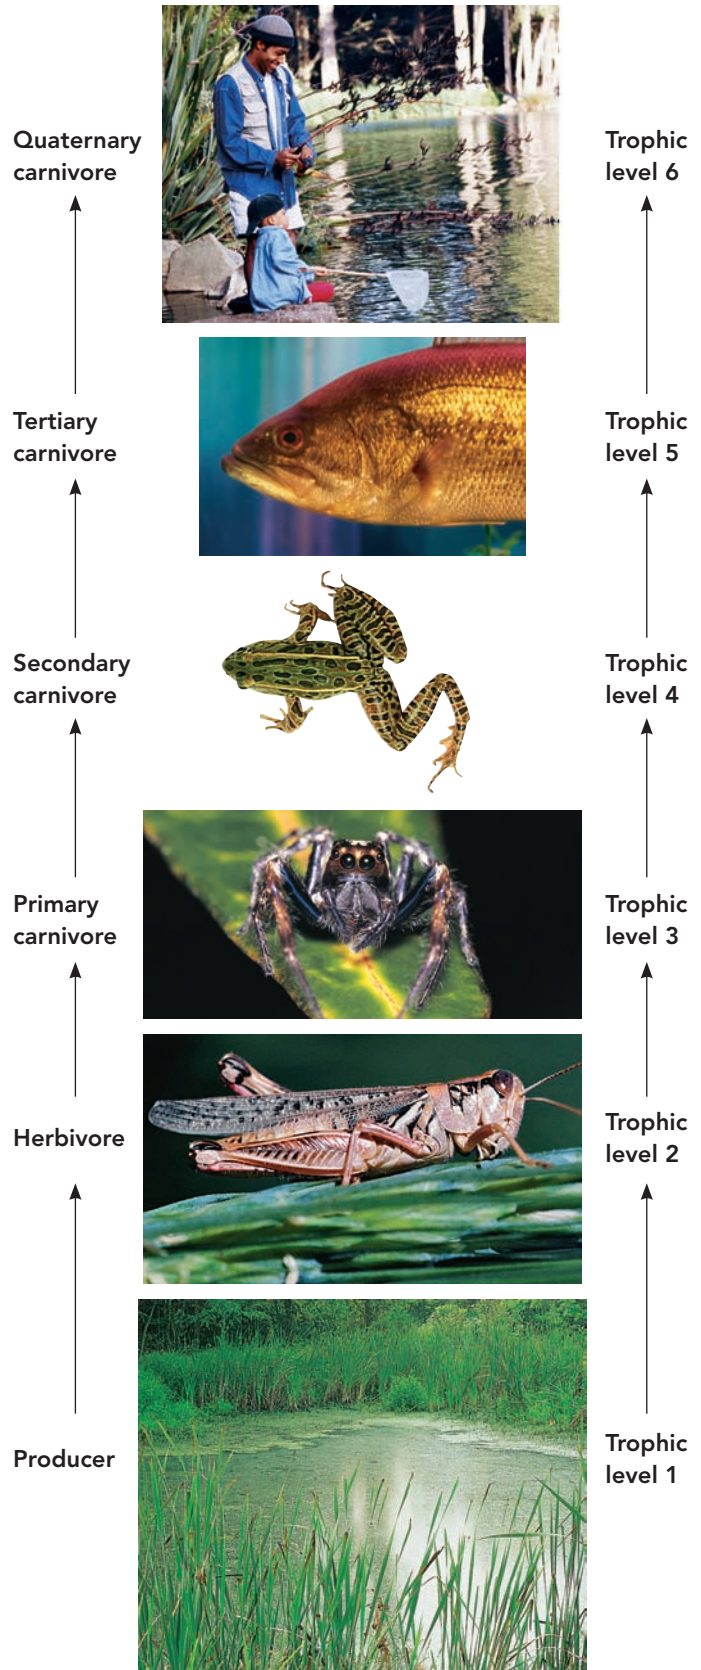 Quaternary
carnivore
Trophic
level 6
Tertiary
carnivore
Trophic
level 5
Secondary
carnivore
Trophic
level 4
Primary
carnivore
Trophic
level 3
Herbivore
Trophic
level 2
Producer
Trophic
level 1